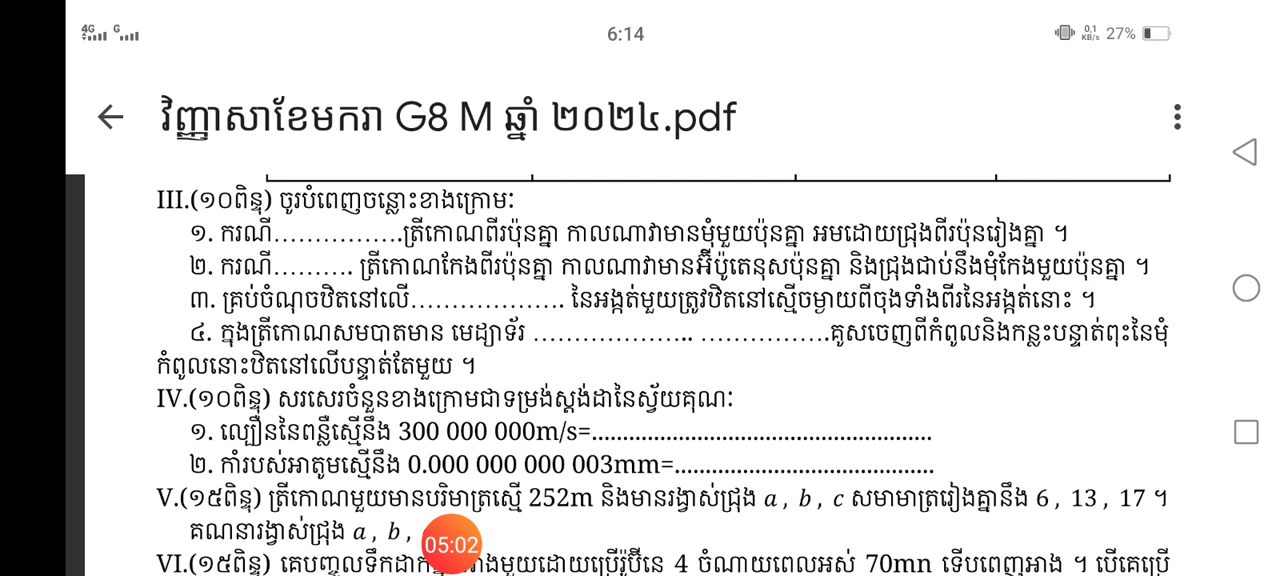 4G G 6:14 0,1 KB/s 27%
វិញ្ញាសាខែមករា G8 M ឆ្នាំ ២០២៤.pdf
III.(១០ពិន្ទុ) ចូរបំពេញចន្លោះខាងក្រោម:
១. ករណី................ត្រីកោណពីរប៉ុនគ្នា កាលណាវាមានមុំមួយប៉ុនគ្នា អមដោយជ្រុងពីរប៉ុនរៀងគ្នា ។
២. ករណី.......... ត្រីកោណកែងពីរប៉ុនគ្នា កាលណាវាមានអ៊ីប៉ូតេនុសប៉ុនគ្នា និងជ្រុងជាប់នឹងមុំកែងមួយប៉ុនគ្នា ។
៣. គ្រប់ចំណុចឋិតនៅលើ................... នៃអង្កត់មួយត្រូវឋិតនៅស្មើចម្ងាយពីចុងទាំងពីរនៃអង្កត់នោះ ។
៤. ក្នុងត្រីកោណសមបាតមាន មេដ្យាទ័រ .................... ................គូសចេញពីកំពូលនិងកន្លះបន្ទាត់ពុះនៃមុំ
កំពូលនោះឋិតនៅលើបន្ទាត់តែមួយ ។
IV.(១០ពិន្ទុ) សរសេរចំនួនខាងក្រោមជាទម្រង់ស្តង់ដានៃស្វ័យគុណ:
១. ល្បឿននៃពន្លឺស្មើនឹង 300 000 000m/s=......................................................
២. កាំរបស់អាតូមស្មើនឹង 0.000 000 000 003mm=.........................................
V.(១៥ពិន្ទុ) ត្រីកោណមួយមានបរិមាត្រស្មើ 252m និងមានរង្វាស់ជ្រុង a , b , c សមាមាត្ររៀងគ្នានឹង 6 , 13 , 17 ។
គណនារង្វាស់ជ្រុង a , b ,
05:02
VI.(១៥ពិន្ទុ) គេបញ្ចូលទឹកដាក់ អាងមួយដោយប្រើរ៉ូប៊ីនេ 4 ចំណាយពេលអស់ 70mn ទើបពេញអាង ។ បើគេប្រើ